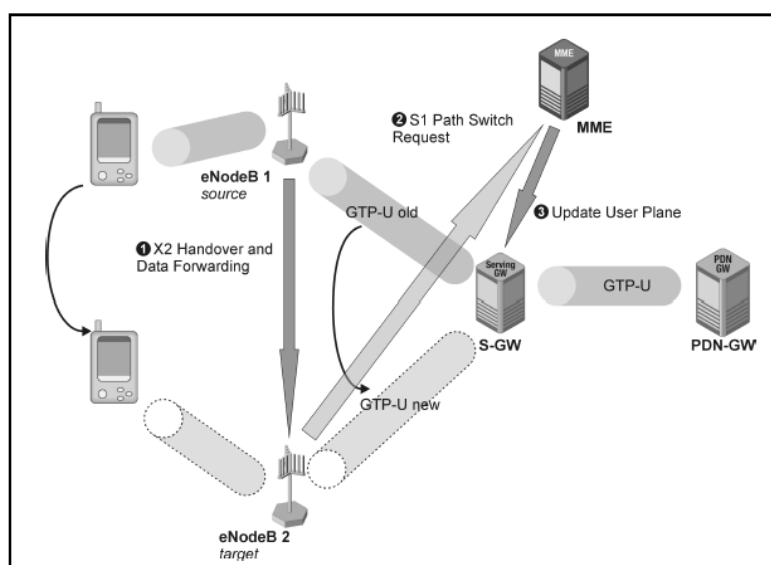 MME
MME
❷ S1 Path Switch
Request
eNodeB 1
source
GTP-U old
❸ Update User Plane
❶ X2 Handover and
Data Forwarding
Serving
GW
PDN
GW
GTP-U
S-GW
PDN-GW
GTP-U new
eNodeB 2
target